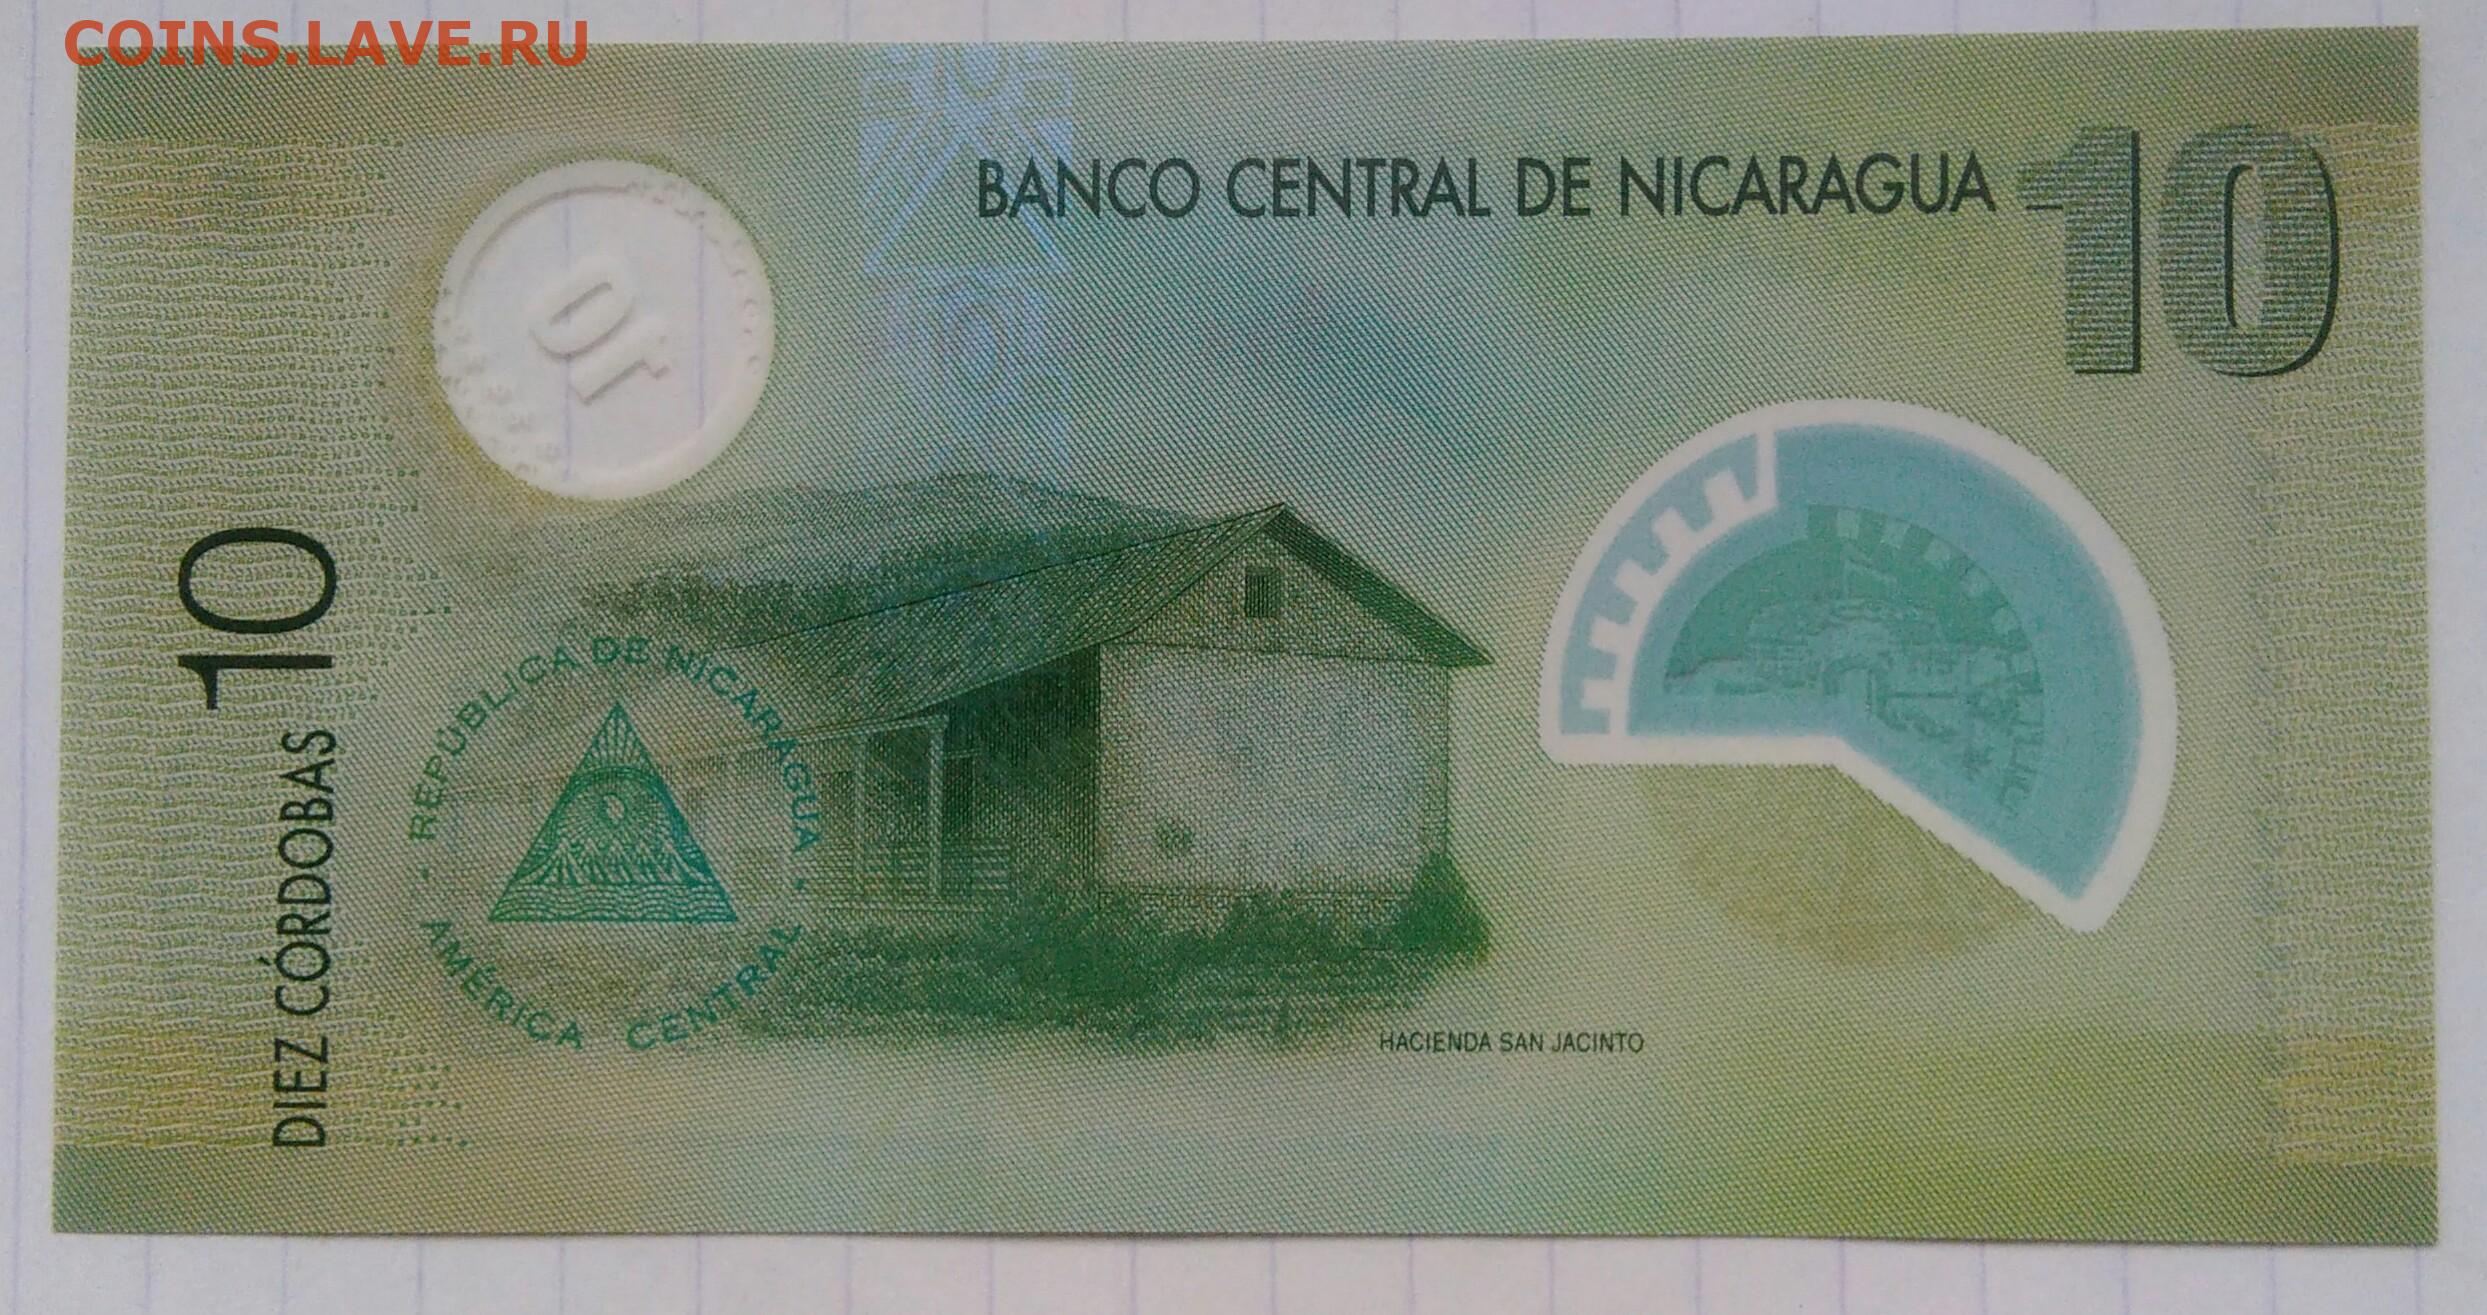 COINS.LAVE.RU
BANCO CENTRAL DE NICARAGUA
10
10
10
DIEZ CÓRDOBAS
REPÚBLICA DE NICARAGUA
AMÉRICA CENTRAL
HACIENDA SAN JACINTO